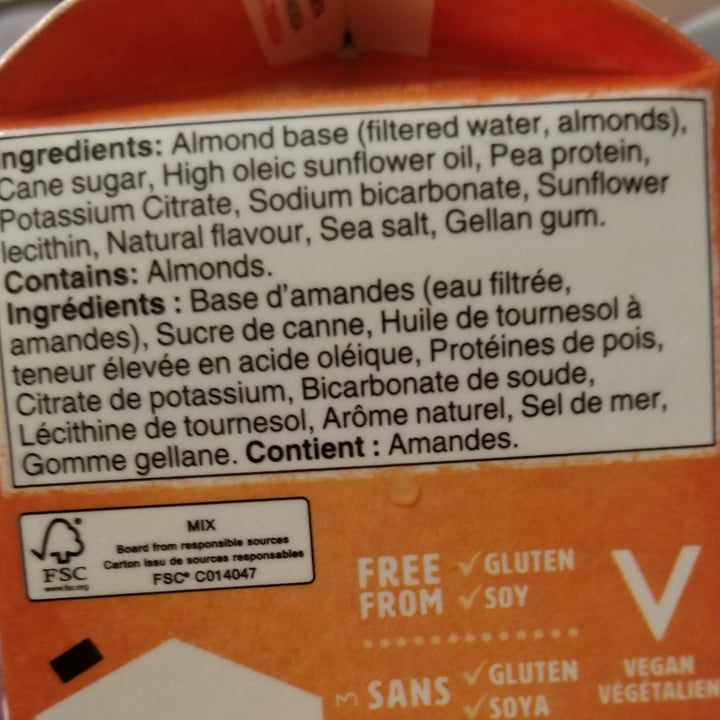 ngredients: Almond base (filtered water, almonds),
Cane sugar, High oleic sunflower oil, Pea protein,
Potassium Citrate, Sodium bicarbonate, Sunflower
lecithin, Natural flavour, Sea salt, Gellan gum.
Contains: Almonds.
Ingrédients : Base d'amandes (eau filtrée,
amandes), Sucre de canne, Huile de tournesol à
teneur élevée en acide oléique, Protéines de pois,
Citrate de potassium, Bicarbonate de soude,
Lécithine de tournesol, Arôme naturel, Sel de mer,
Gomme gellane. Contient : Amandes.
FSC
www.fsc.org
MIX
Board from responsible sources
Carton issu de sources responsables
FSC® C014047
FREE FROM
✓ GLUTEN
✓ SOY
SANS
✓ GLUTEN
✓ SOYA
V
VEGAN
VÉGÉTALIEN